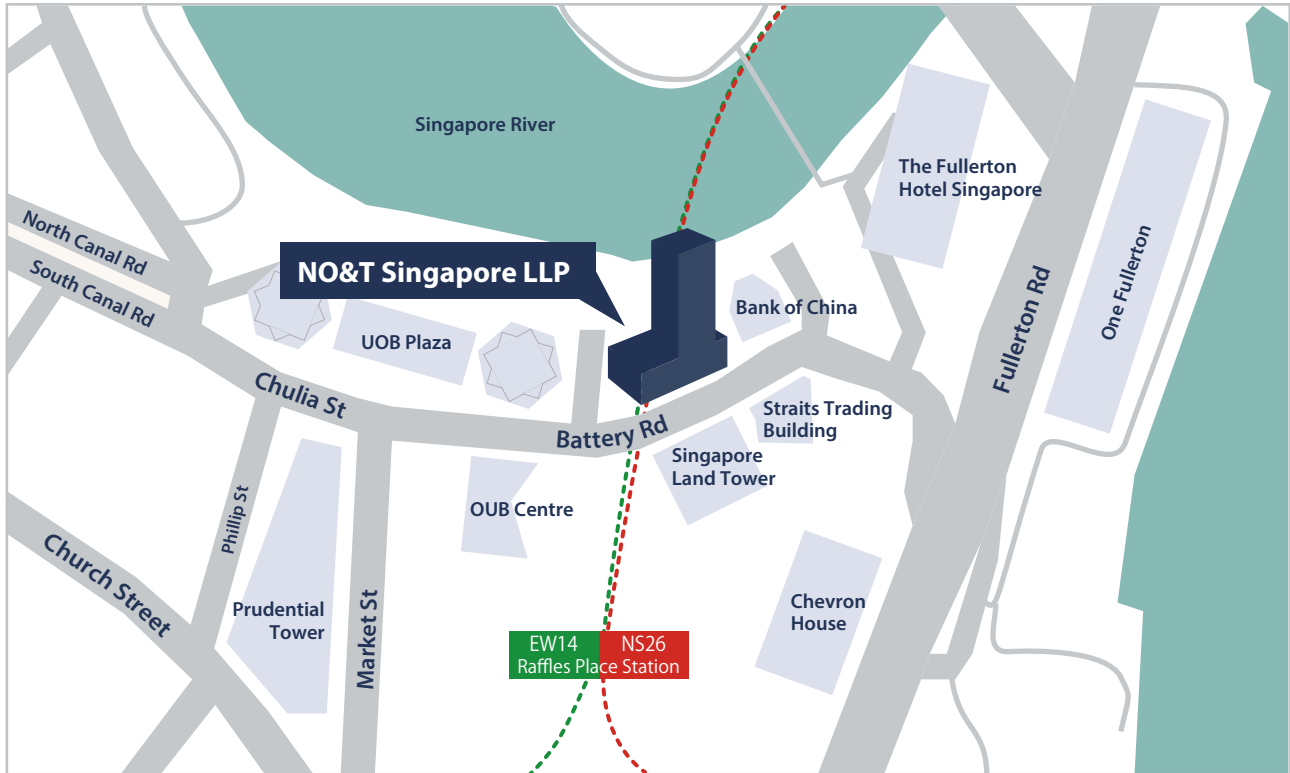 Singapore River
The Fullerton
Hotel Singapore
North Canal Rd
South Canal Rd
NO&T Singapore LLP
One Fullerton
Bank of China
UOB Plaza
Fullerton Rd
Chulia St
Battery Rd
Straits Trading
Building
Singapore
Land Tower
OUB Centre
Phillip St
Church Street
Prudential
Tower
Market St
Chevron
House
EW14 NS26
Raffles Place Station